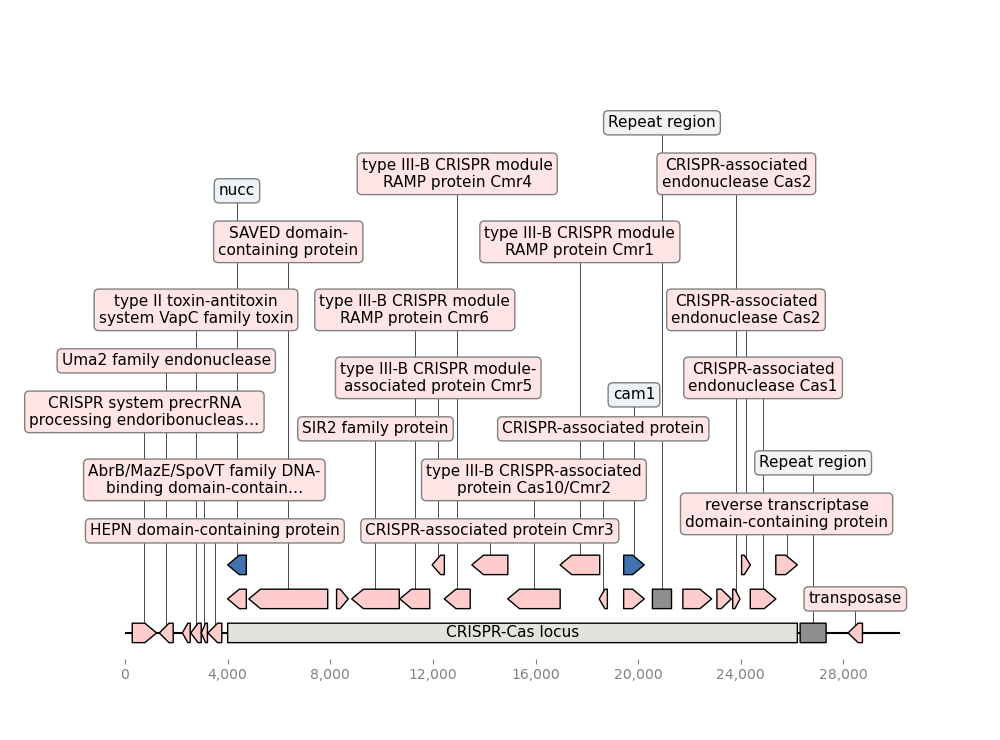 Repeat region
type III-B CRISPR module
RAMP protein Cmr4
CRISPR-associated
endonuclease Cas2
nucc
SAVED domain-
containing protein
type III-B CRISPR module
RAMP protein Cmr1
type II toxin-antitoxin
system VapC family toxin
type III-B CRISPR module
RAMP protein Cmr6
CRISPR-associated
endonuclease Cas2
Uma2 family endonuclease
type III-B CRISPR module-
associated protein Cmr5
CRISPR-associated
endonuclease Cas1
cam1
CRISPR system precrRNA
processing endoribonucleas...
SIR2 family protein
CRISPR-associated protein
Repeat region
AbrB/MazE/SpoVT family DNA-
binding domain-contain...
type III-B CRISPR-associated
protein Cas10/Cmr2
reverse transcriptase
domain-containing protein
HEPN domain-containing protein
CRISPR-associated protein Cmr3
transposase
CRISPR-Cas locus
0
4,000
8,000
12,000
16,000
20,000
24,000
28,000